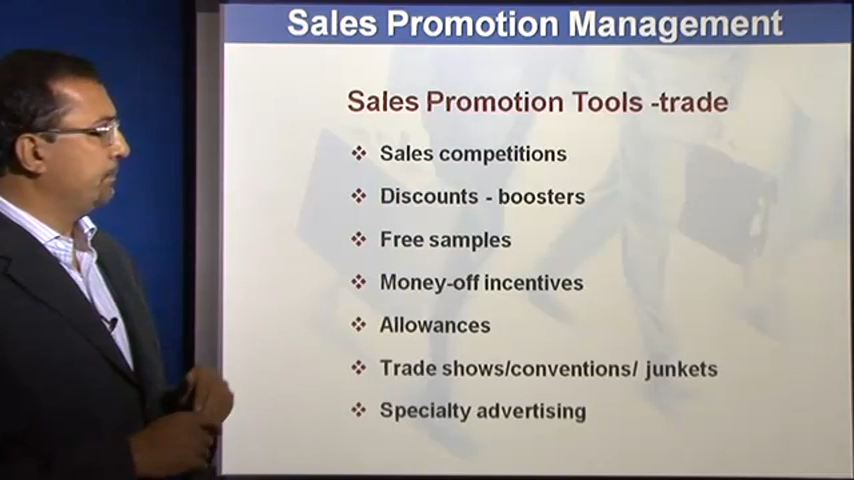 Sales Promotion Management
Sales Promotion Tools -trade
Sales competitions
Discounts - boosters
Free samples
Money-off incentives
Allowances
Trade shows/conventions/ junkets
Specialty advertising